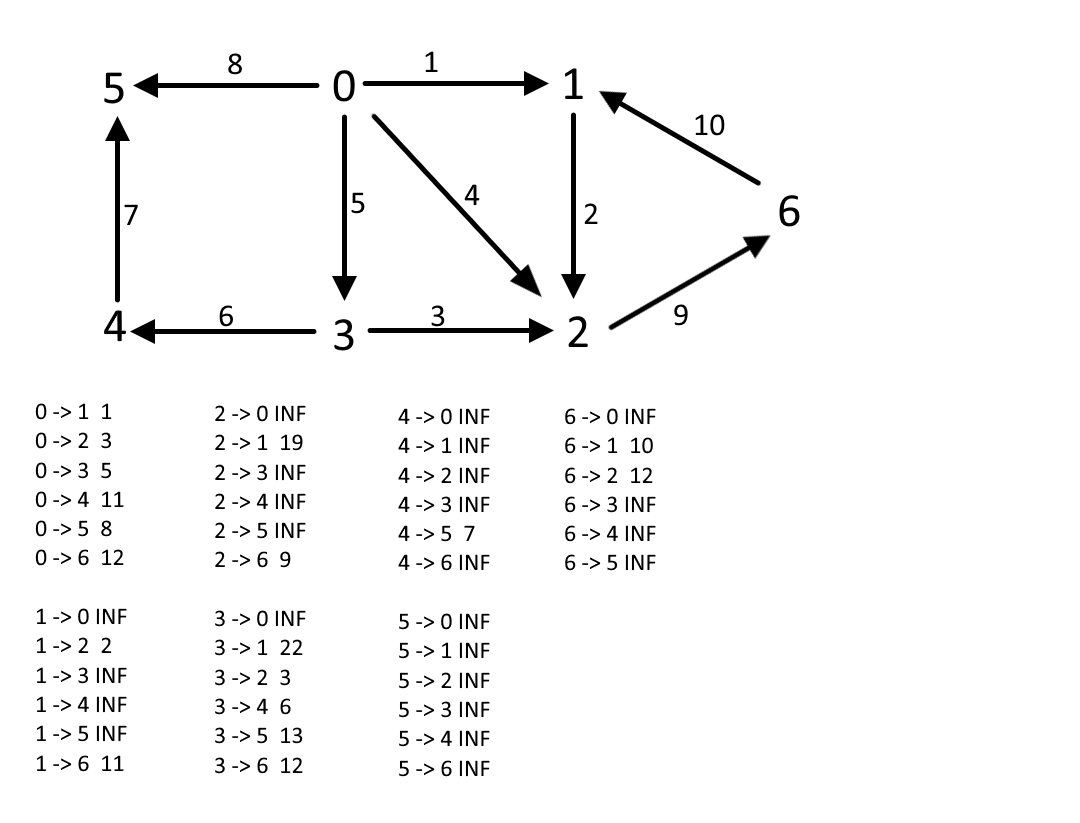 8
1
5
0
1
10
7
5
4
2
6
4
6
3
3
2
9
0 -> 1 1
0 -> 2 3
0 -> 3 5
0 -> 4 11
0 -> 5 8
0 -> 6 12
2 -> 0 INF
2 -> 1 19
2 -> 3 INF
2 -> 4 INF
2 -> 5 INF
2 -> 6 9
4 -> 0 INF
4 -> 1 INF
4 -> 2 INF
4 -> 3 INF
4 -> 5 7
4 -> 6 INF
6 -> 0 INF
6 -> 1 10
6 -> 2 12
6 -> 3 INF
6 -> 4 INF
6 -> 5 INF
1 -> 0 INF
1 -> 2 2
1 -> 3 INF
1 -> 4 INF
1 -> 5 INF
1 -> 6 11
3 -> 0 INF
3 -> 1 22
3 -> 2 3
3 -> 4 6
3 -> 5 13
3 -> 6 12
5 -> 0 INF
5 -> 1 INF
5 -> 2 INF
5 -> 3 INF
5 -> 4 INF
5 -> 6 INF